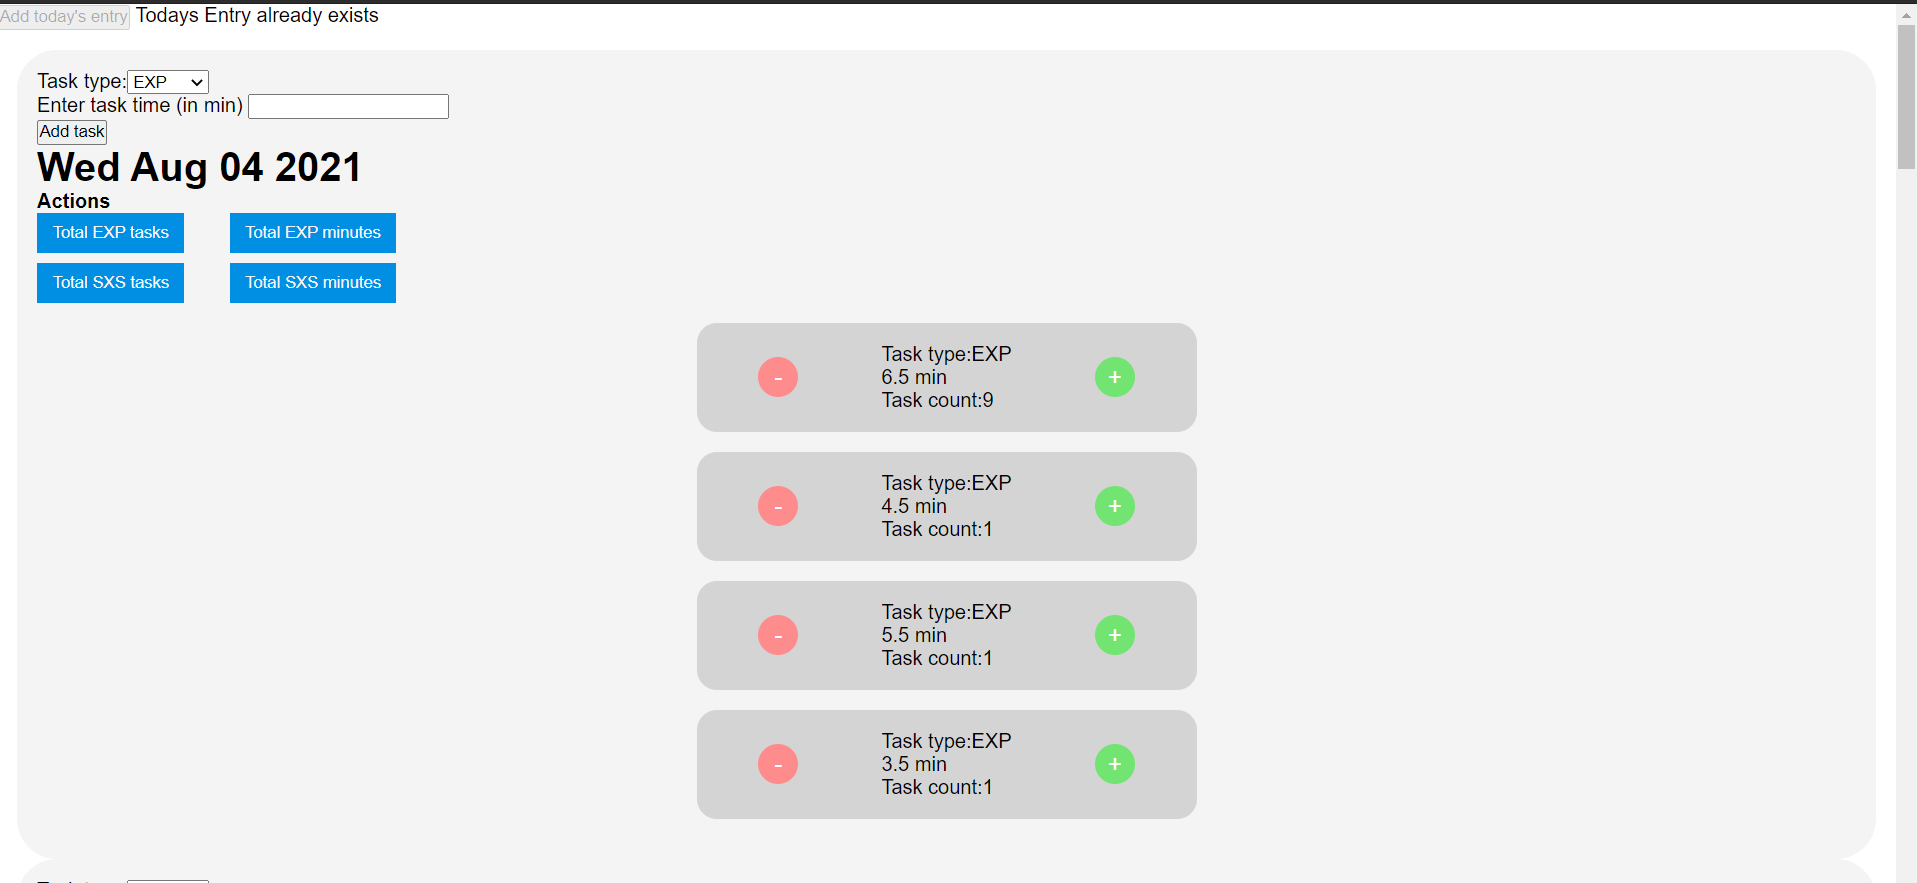 Add today's entry Todays Entry already exists
Task type: EXP
Enter task time (in min)
Add task
Wed Aug 04 2021
Actions
Total EXP tasks Total EXP minutes
Total SXS tasks Total SXS minutes
Task type:EXP
- 6.5 min +
Task count:9
Task type:EXP
- 4.5 min +
Task count:1
Task type:EXP
- 5.5 min +
Task count:1
Task type:EXP
- 3.5 min +
Task count:1